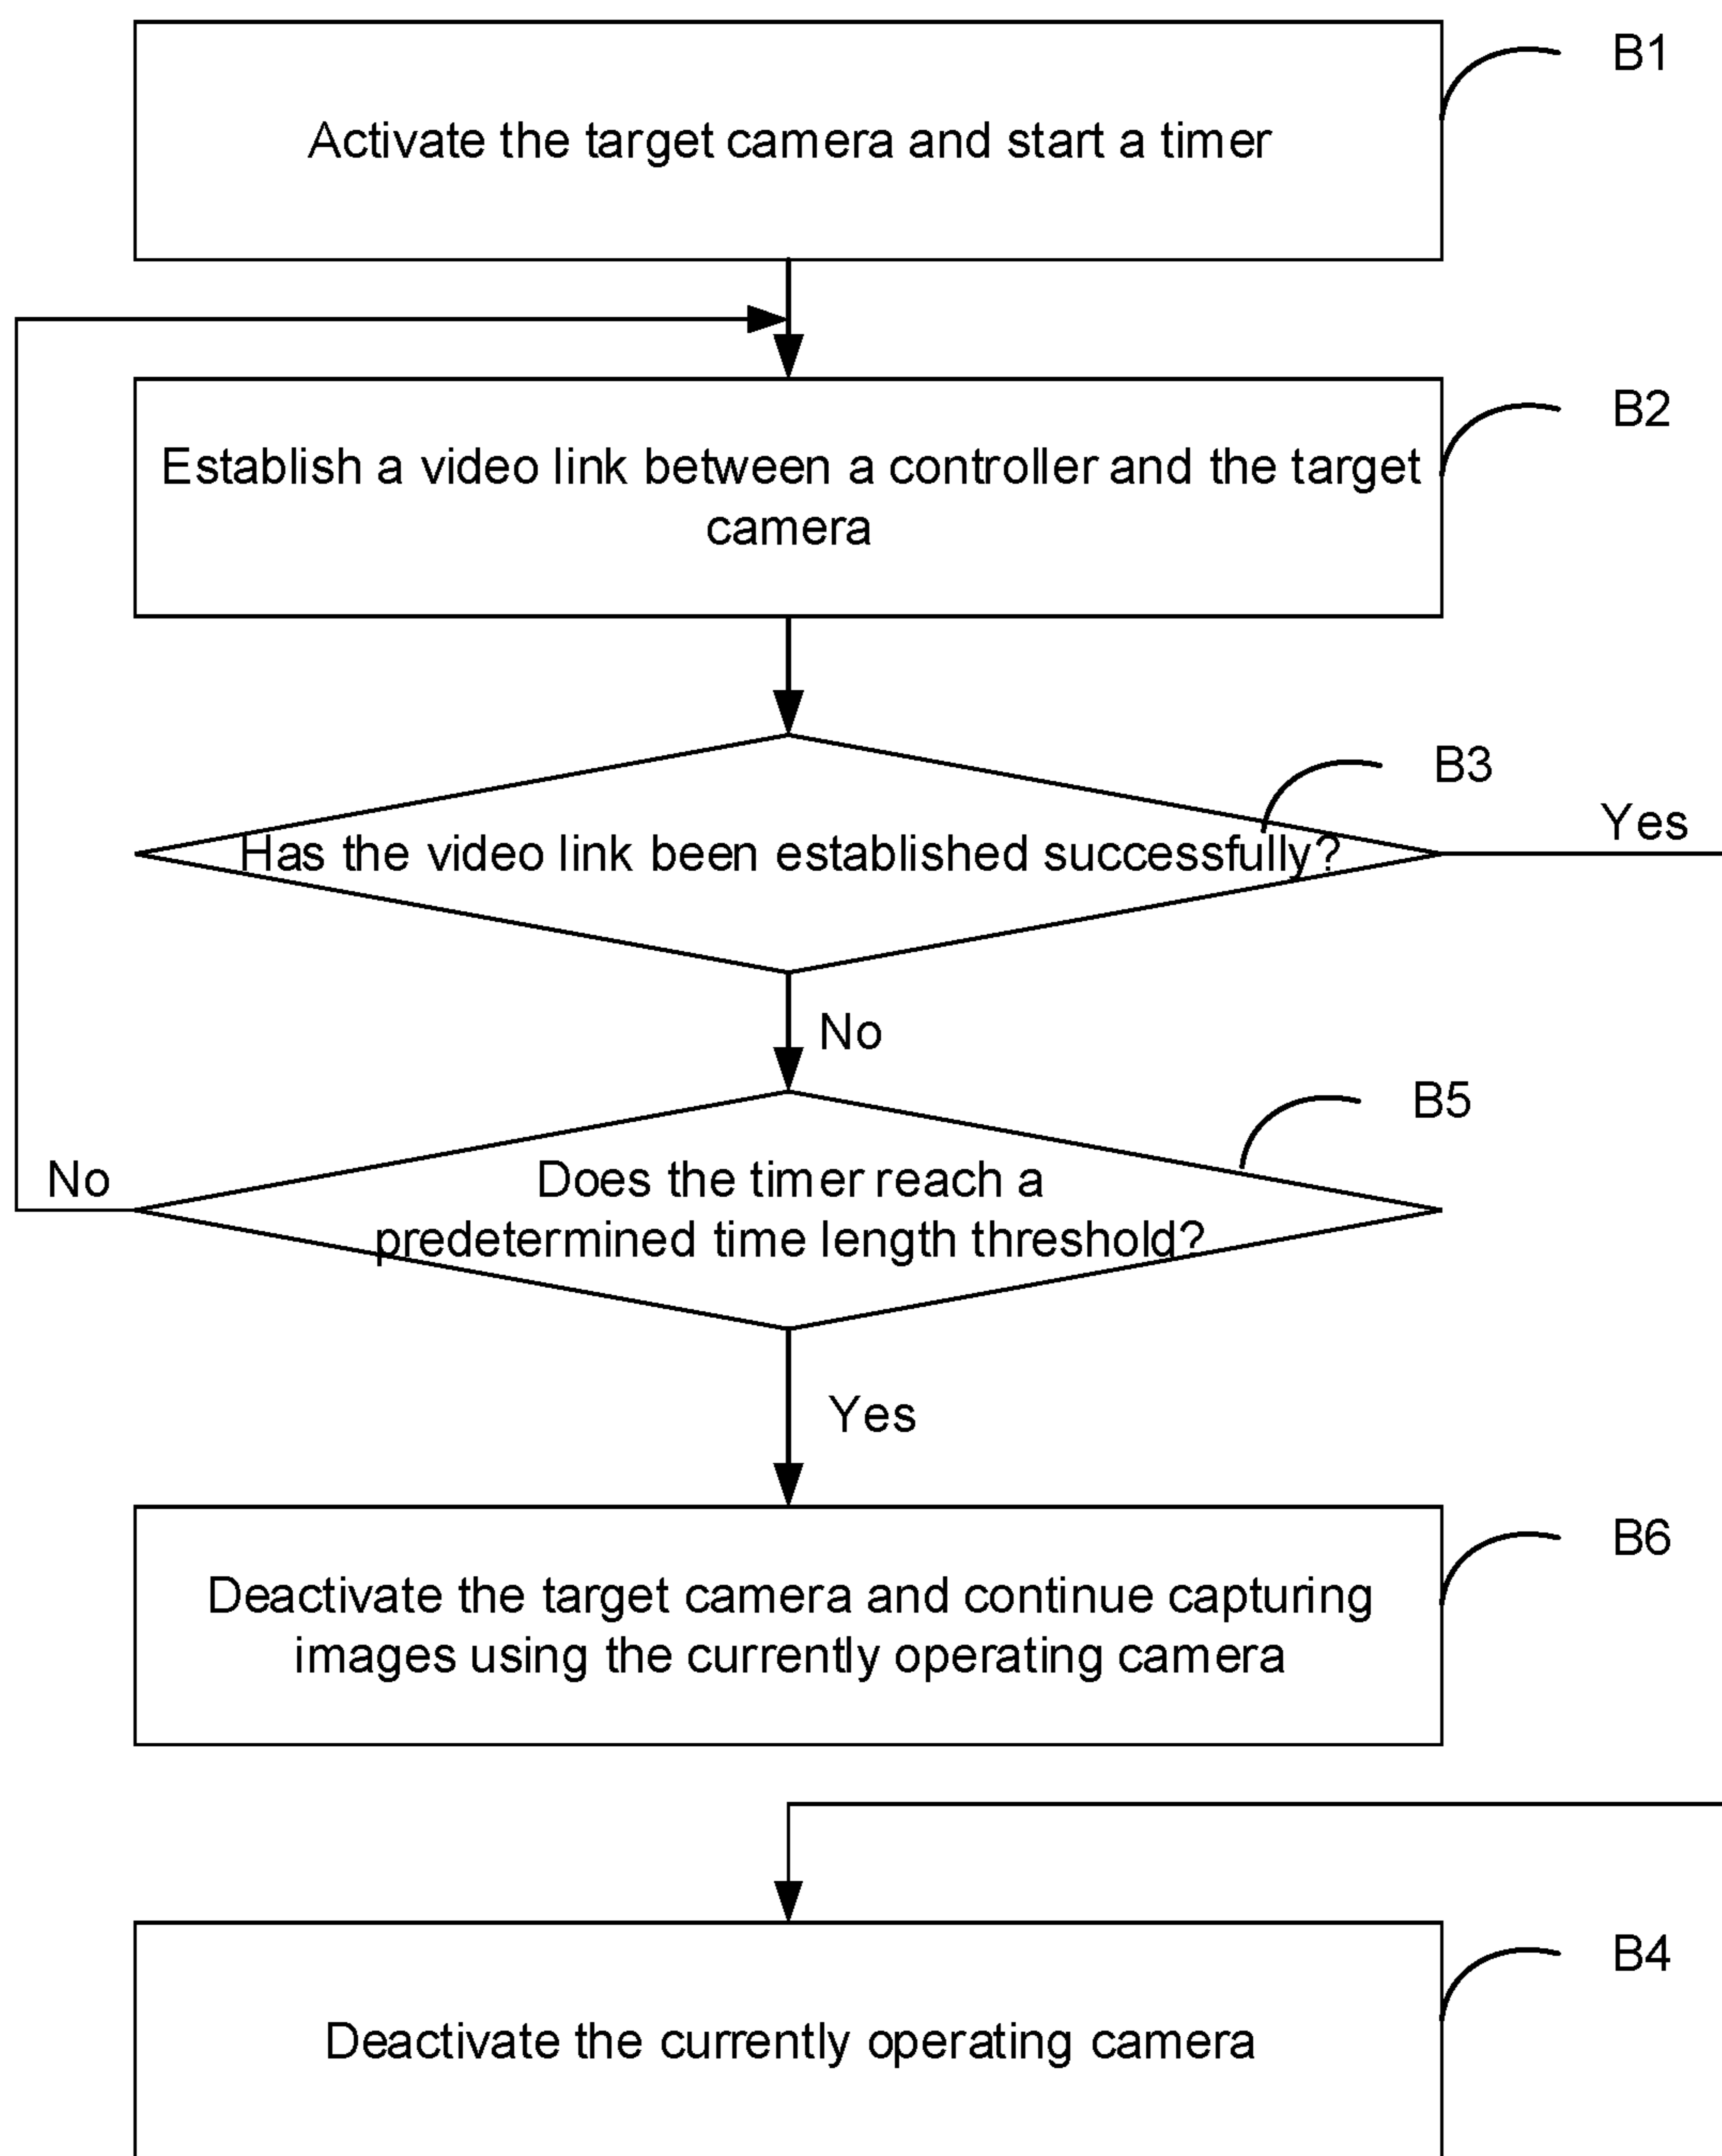 B1
Activate the target camera and start a timer
B2
Establish a video link between a controller and the target
camera
B3
Yes
Has the video link been established successfully?
No
B5
No
Does the timer reach a
predetermined time length threshold?
Yes
B6
Deactivate the target camera and continue capturing
images using the currently operating camera
B4
Deactivate the currently operating camera